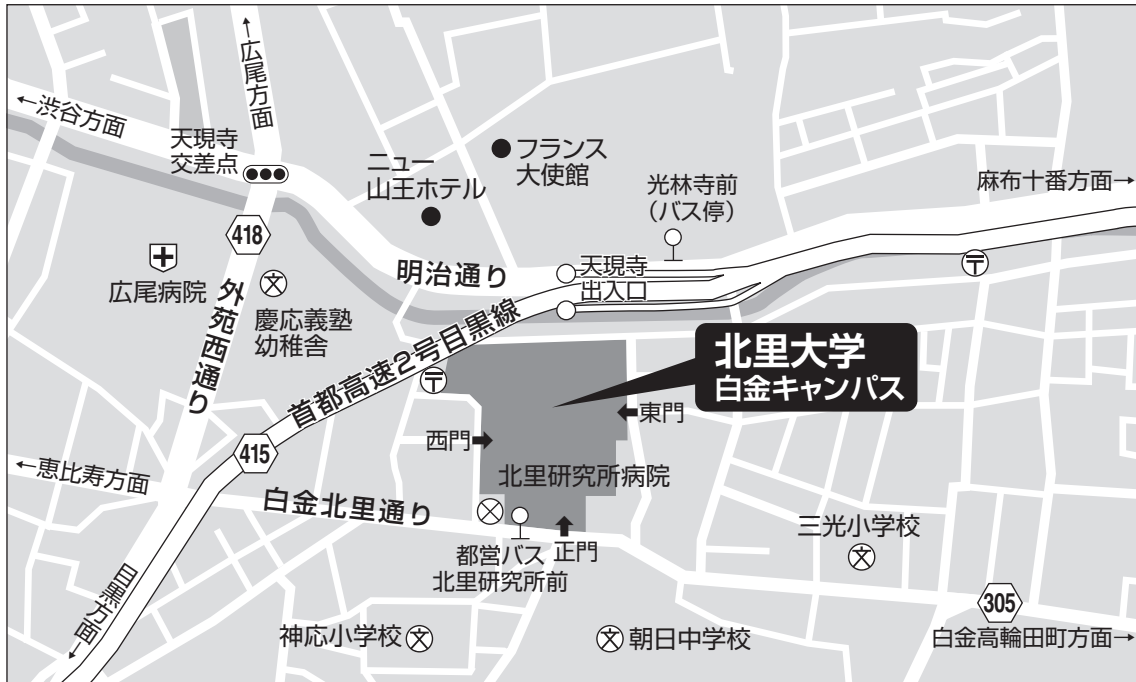 ←広尾方面
←渋谷方面
天現寺
交差点
ニュー
山王ホテル
フランス
大使館
光林寺前
(バス停)
麻布十番方面→
418
広尾病院
外苑西通り
慶応義塾
幼稚舎
明治通り
天現寺
出入口
首都高速2号目黒線
〒
〒
北里大学
白金キャンパス
←東門
西門→
415
←恵比寿方面
北里研究所病院
白金北里通り
都営バス
北里研究所前
正門
三光小学校
文
文
305
目黒方面→
神応小学校
文
文
朝日中学校
白金高輪田町方面→